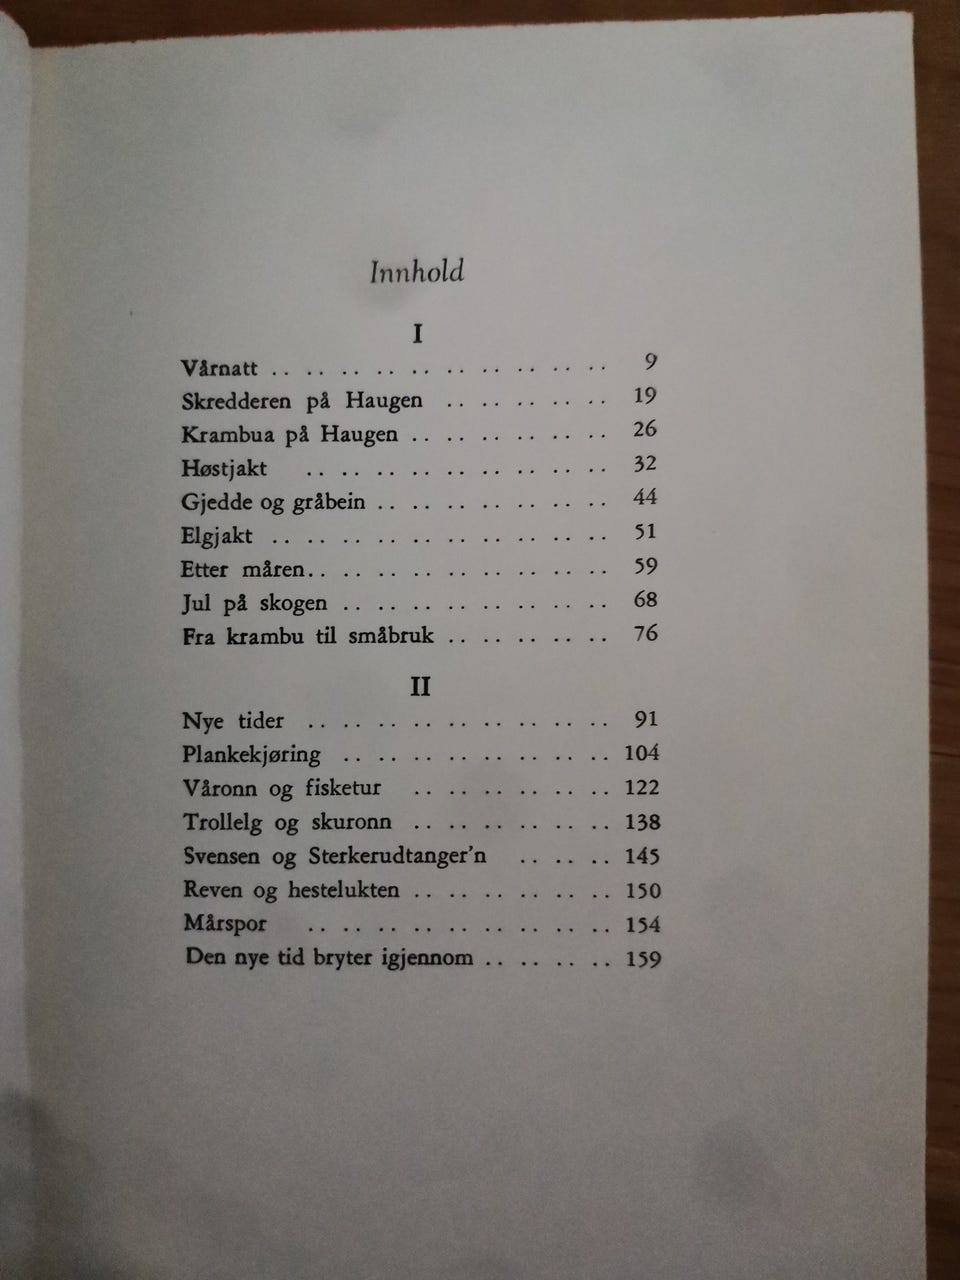 Innhold
I
Vårnatt .. .. .. .. .. .. .. .. .. .. 9
Skredderen på Haugen .. .. .. .. .. 19
Krambua på Haugen .. .. .. .. .. .. 26
Høstjakt .. .. .. .. .. .. .. .. .. 32
Gjedde og gråbein .. .. .. .. .. .. .. 44
Elgjakt .. .. .. .. .. .. .. .. .. .. 51
Etter måren .. .. .. .. .. .. .. .. .. 59
Jul på skogen .. .. .. .. .. .. .. .. 68
Fra krambu til småbruk .. .. .. .. .. 76
II
Nye tider .. .. .. .. .. .. .. .. .. 91
Plankekjøring .. .. .. .. .. .. .. .. 104
Våronn og fisketur .. .. .. .. .. .. 122
Trollelg og skuronn .. .. .. .. .. .. 138
Svensen og Sterkerudtanger'n .. .. .. 145
Reven og hestelukten .. .. .. .. .. .. 150
Mårspor .. .. .. .. .. .. .. .. .. 154
Den nye tid bryter igjennom .. .. .. .. 159